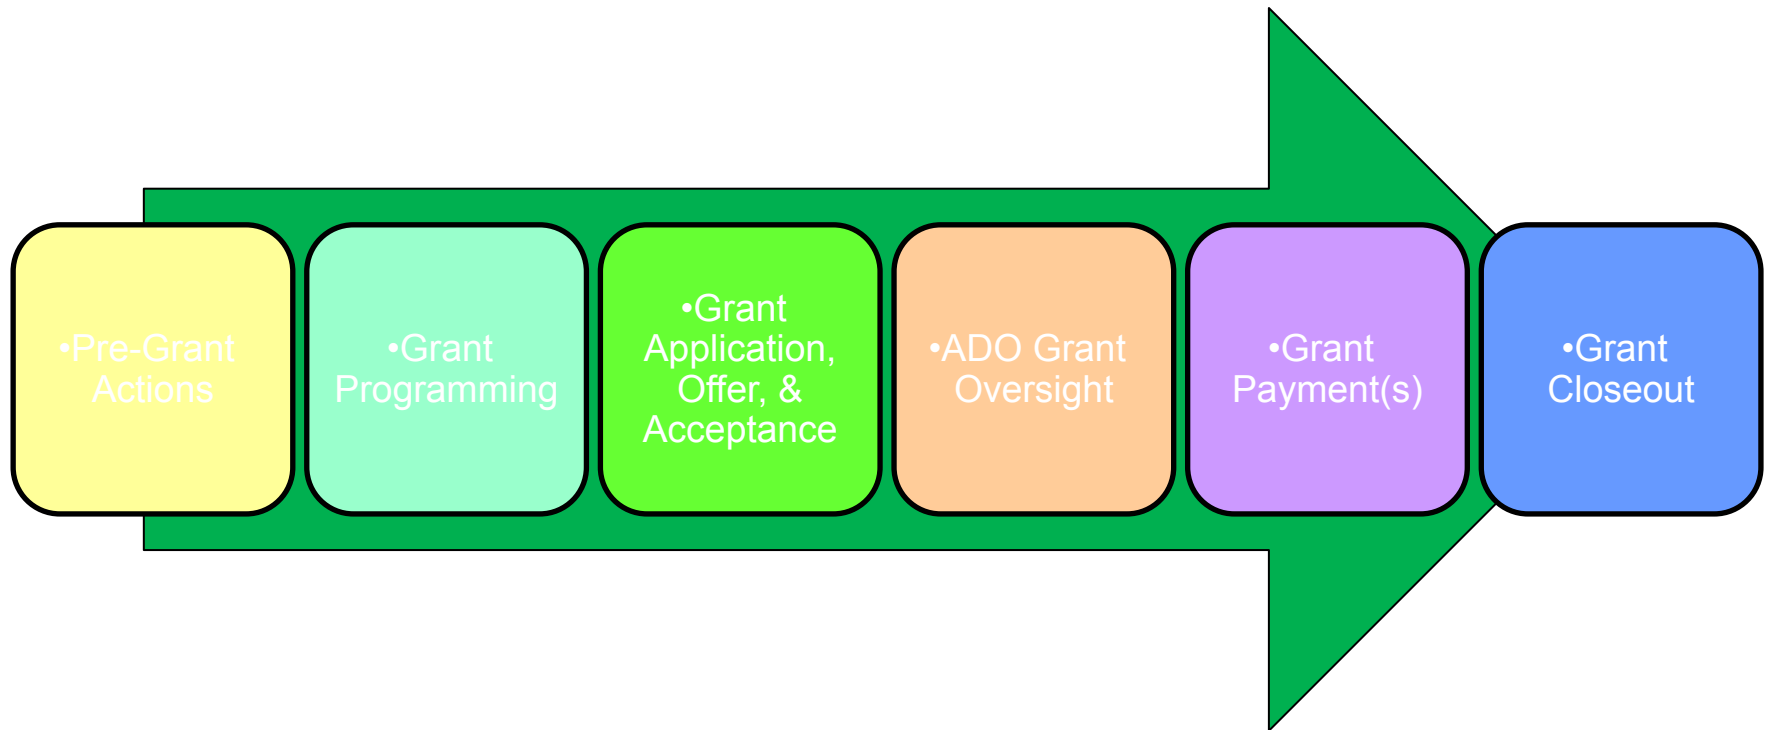 •Pre-Grant
Actions
•Grant
Programming
•Grant
Application,
Offer, &
Acceptance
•ADO Grant
Oversight
•Grant
Payment(s)
•Grant
Closeout